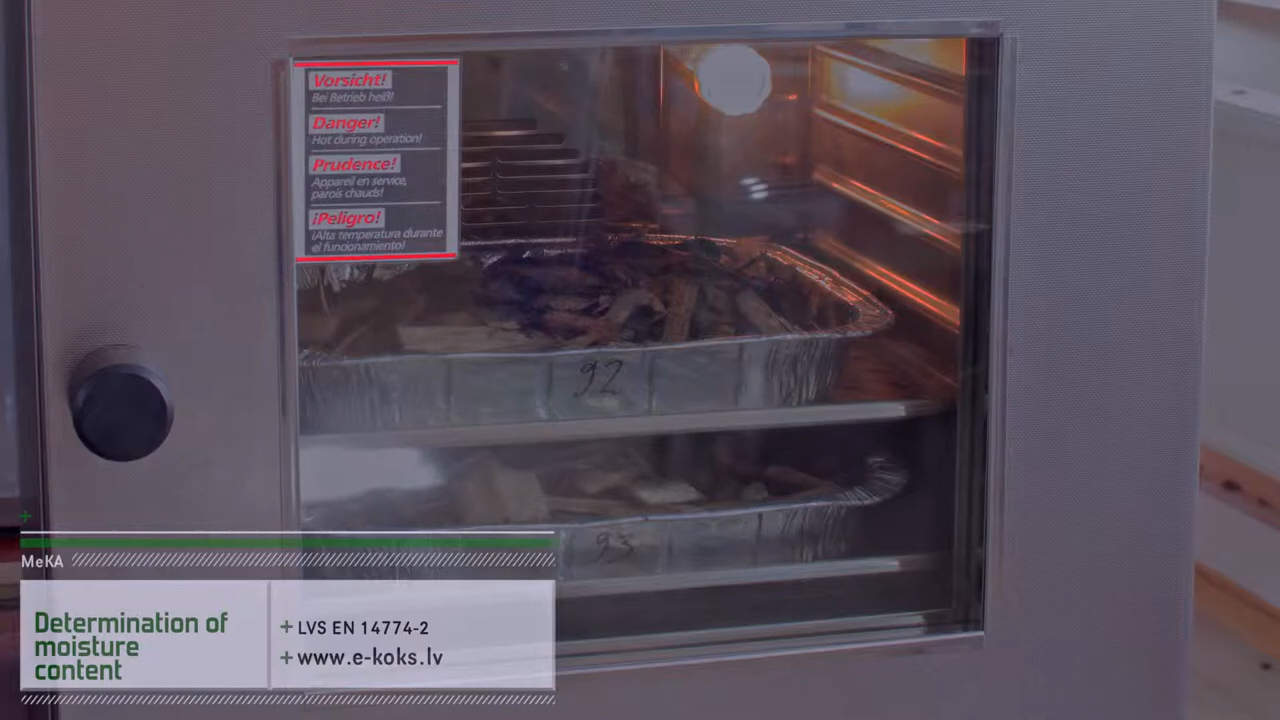 Vorsicht!
Bei Betrieb heiß!
Danger!
Hot during operation!
Prudence!
Appareil en service,
parois chauds!
¡Peligro!
¡Alta temperatura durante
el funcionamiento!
92
93
MeKA
Determination of
moisture
content
+ LVS EN 14774-2
+ www.e-koks.lv